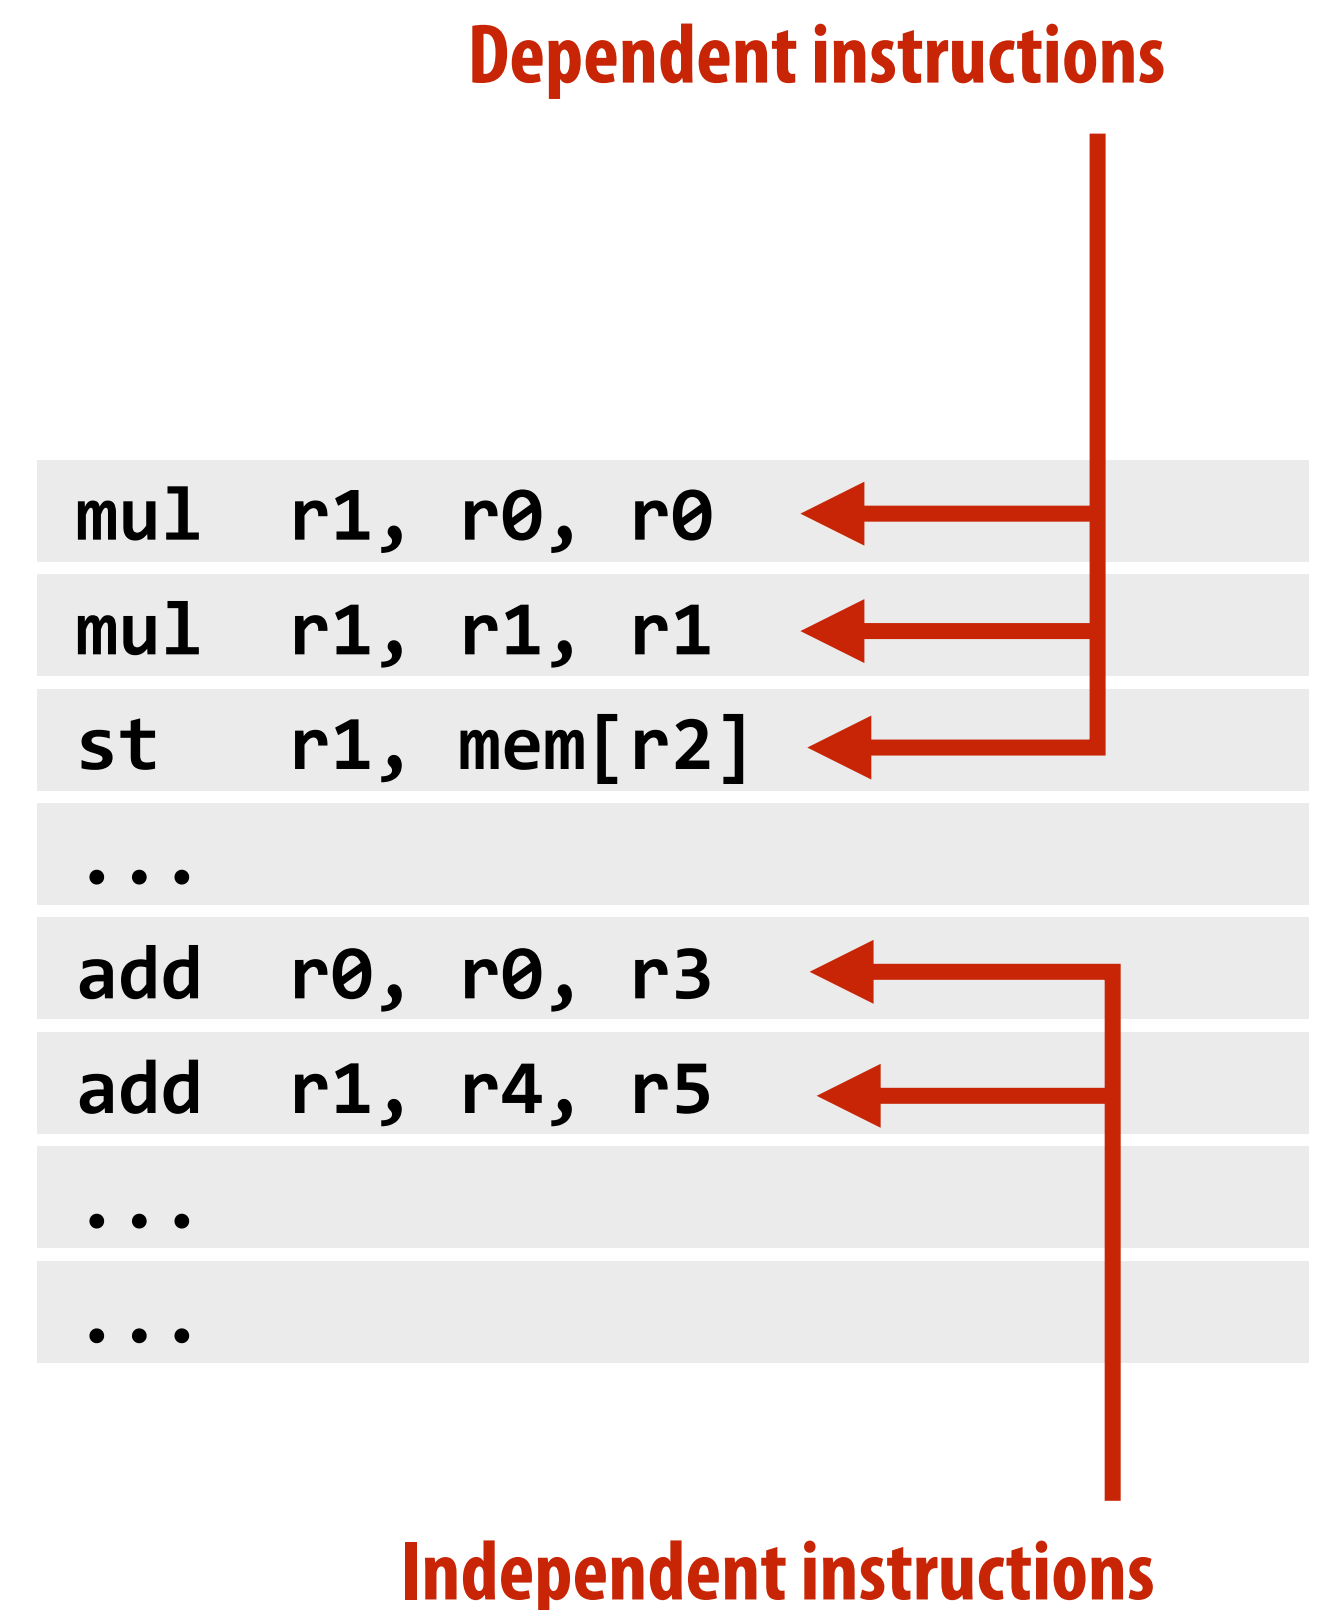 Dependent instructions
mul r1, r0, r0
mul r1, r1, r1
st r1, mem[r2]
...
add r0, r0, r3
add r1, r4, r5
...
...
Independent instructions